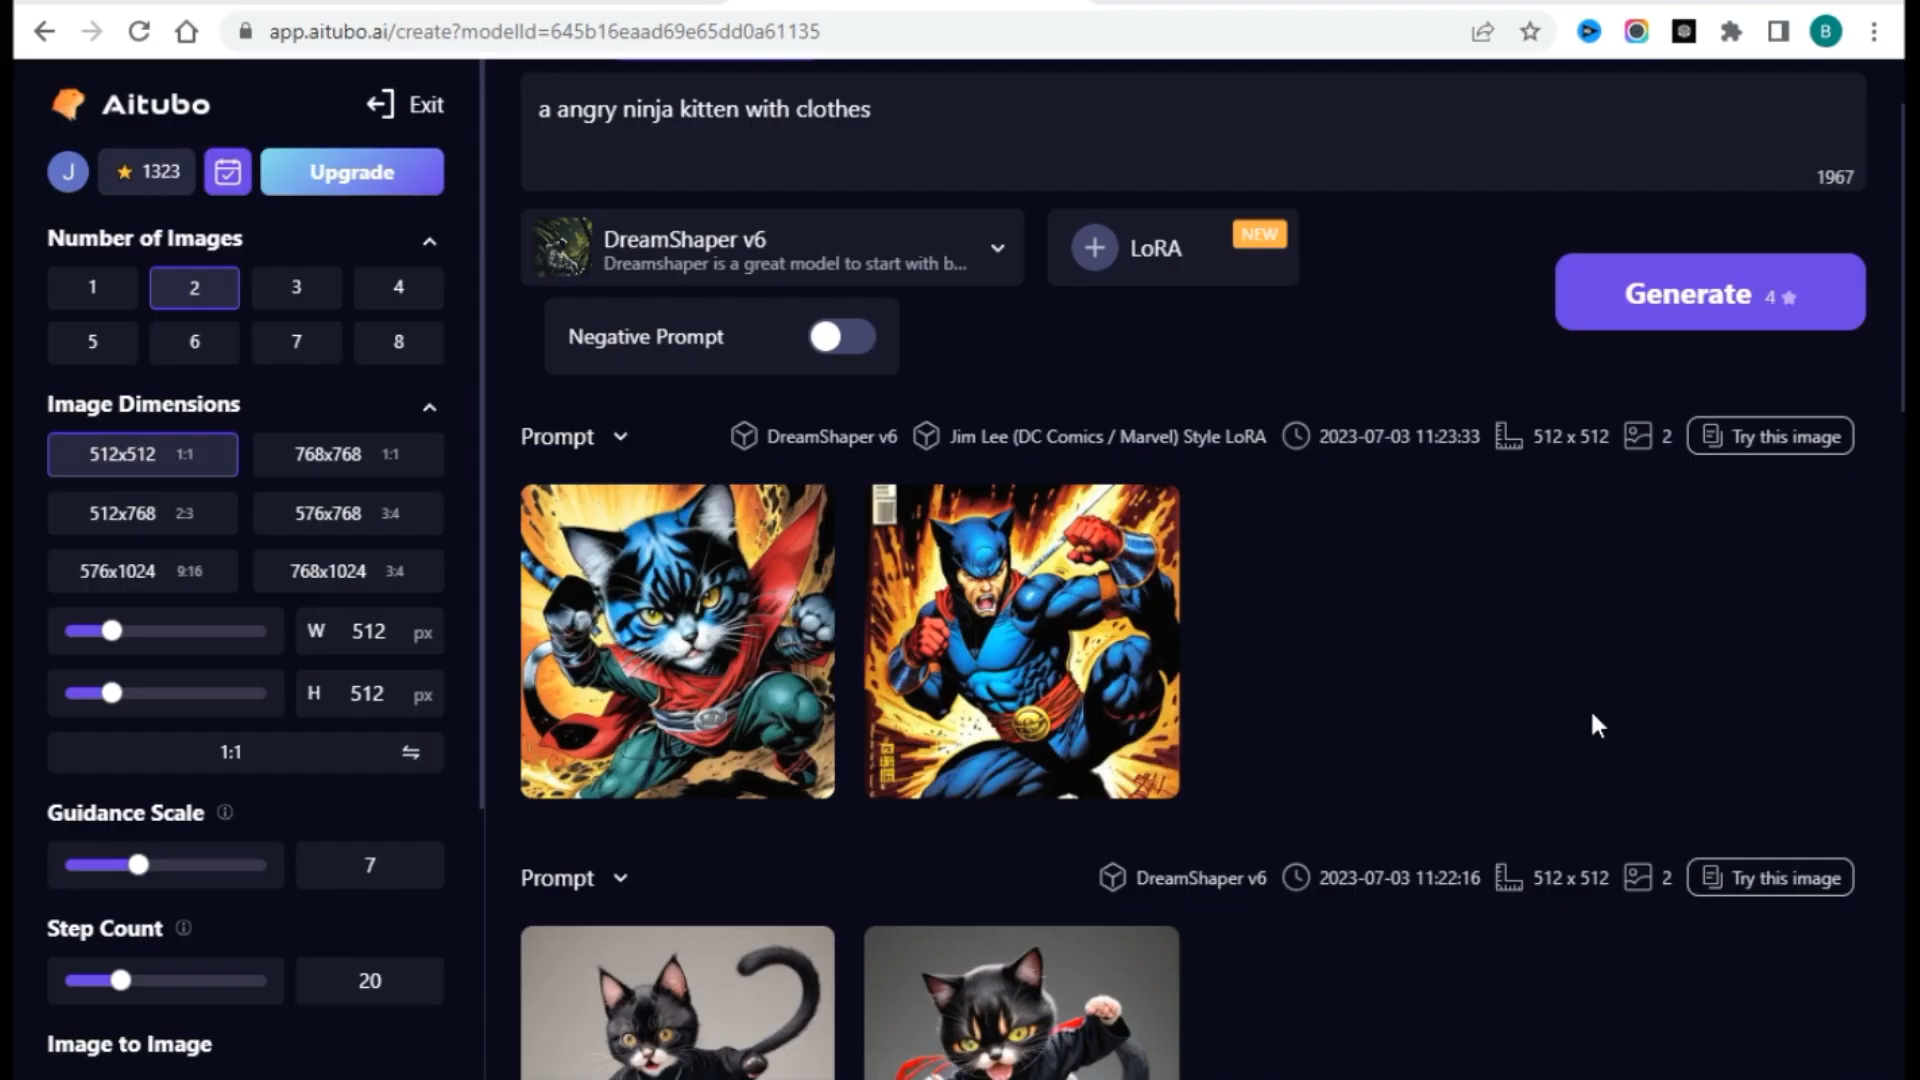 app.aitubo.ai/create?modelId=645b16eaad69e65dd0a61135
B
Aitubo
Exit
J
1323
Upgrade
Number of Images
1 2 3 4
5 6 7 8
Image Dimensions
512x512 1:1
768x768 1:1
512x768 2:3
576x768 3:4
576x1024 9:16
768x1024 3:4
W 512 px
H 512 px
1:1
Guidance Scale
7
Step Count
20
Image to Image
a angry ninja kitten with clothes
1967
DreamShaper v6
Dreamshaper is a great model to start with b...
LoRA
NEW
Generate 4
Negative Prompt
Prompt
DreamShaper v6
Jim Lee (DC Comics / Marvel) Style LoRA
2023-07-03 11:23:33
512 x 512
2
Try this image
Prompt
DreamShaper v6
2023-07-03 11:22:16
512 x 512
2
Try this image